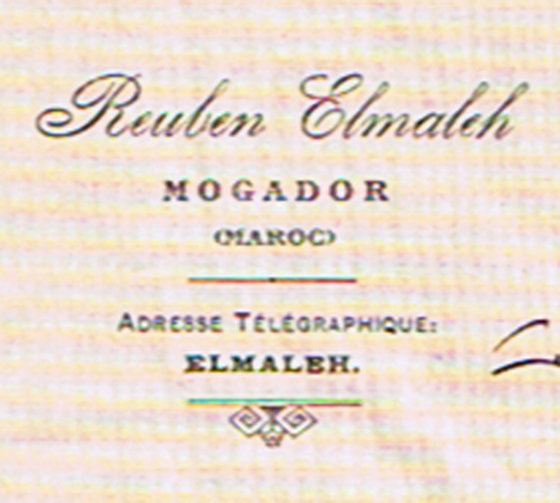 Reuben Elmaleh
MOGADOR
(MAROC)
ADRESSE TÉLÉGRAPHIQUE:
ELMALEH.